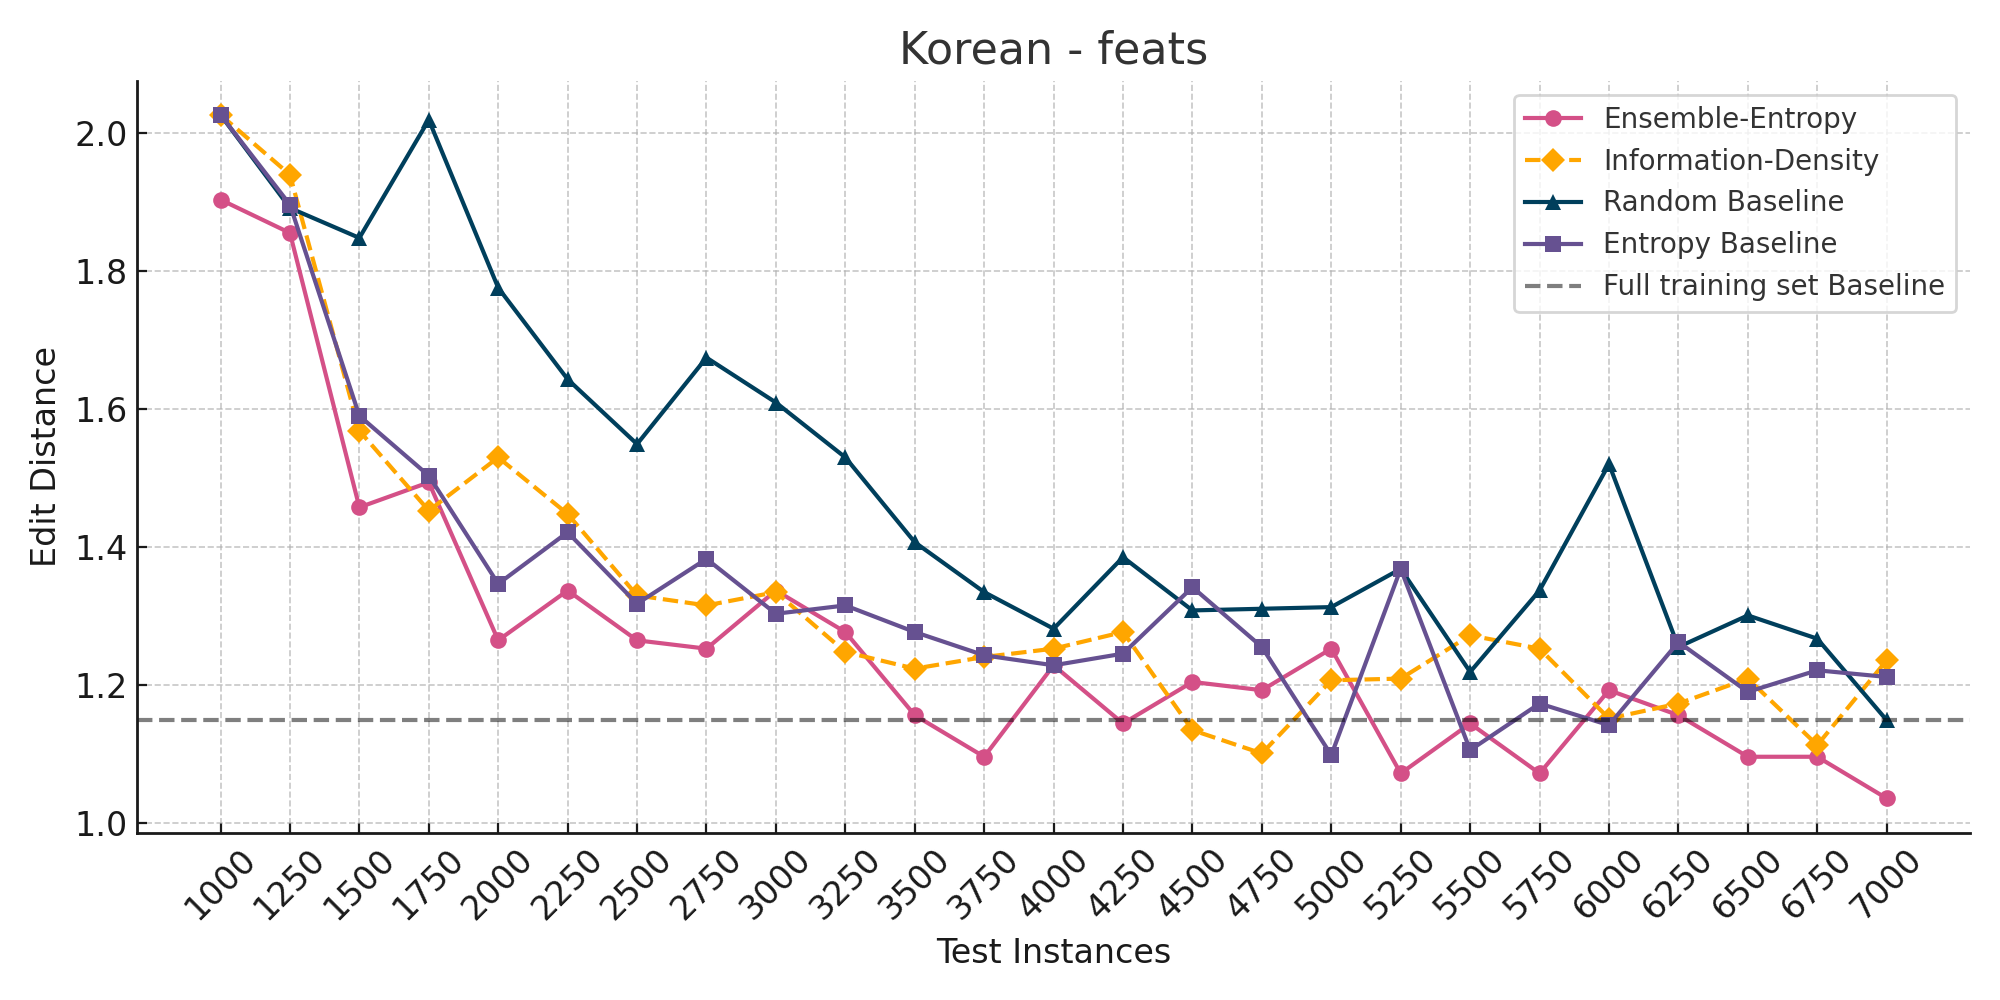 Korean - feats
Ensemble-Entropy
Information-Density
Random Baseline
Entropy Baseline
Full training set Baseline
Edit Distance
2.0
1.8
1.6
1.4
1.2
1.0
1000 1250 1500 1750 2000 2250 2500 2750 3000 3250 3500 3750 4000 4250 4500 4750 5000 5250 5500 5750 6000 6250 6500 6750 7000
Test Instances